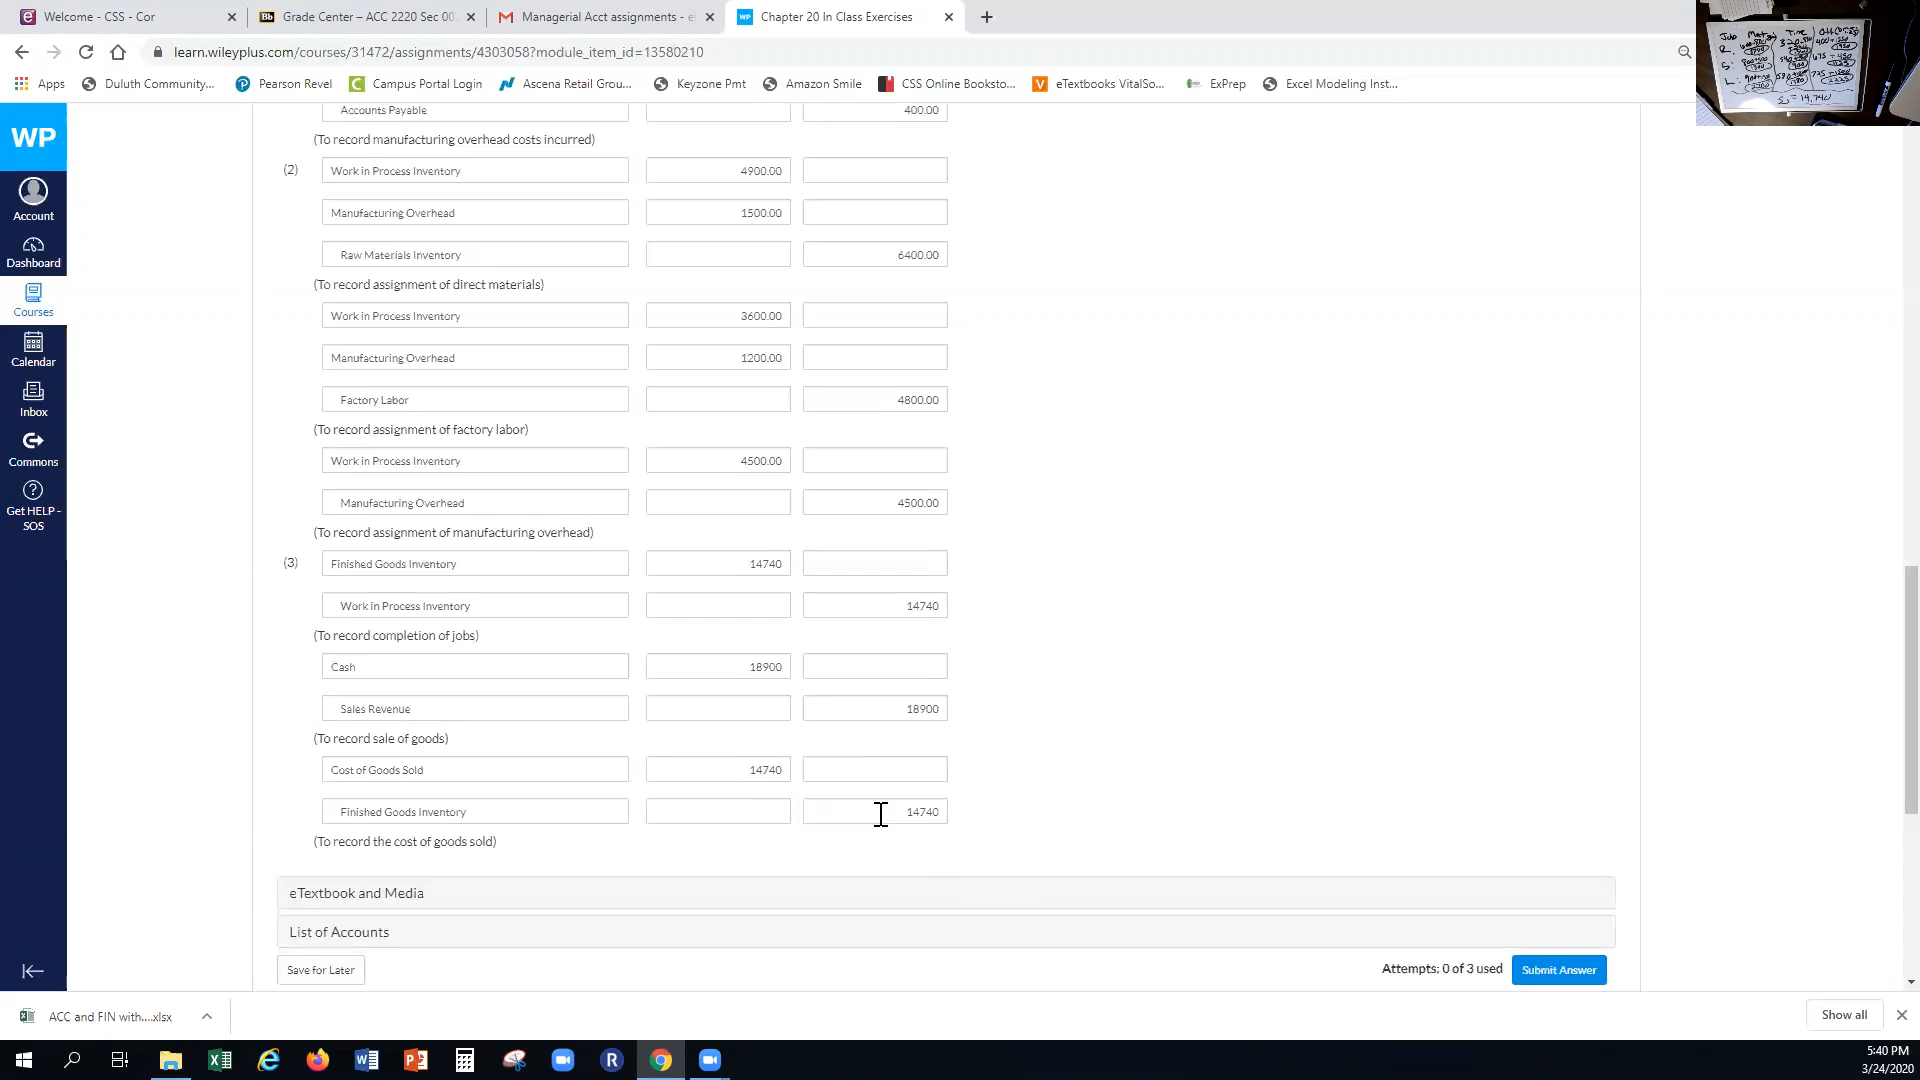 Welcome - CSS - Cor
Grade Center – ACC 2220 Sec 00
Managerial Acct assignments - e
WP Chapter 20 In Class Exercises
learn.wileyplus.com/courses/31472/assignments/4303058?module_item_id=13580210
Apps Duluth Community... Pearson Revel Campus Portal Login Ascena Retail Grou... Keyzone Pmt Amazon Smile CSS Online Booksto... eTextbooks VitalSo... ExPrep Excel Modeling Inst...
WP
Account
Dashboard
Courses
Calendar
Inbox
Commons
Get HELP -
SOS
Accounts Payable 400.00
(To record manufacturing overhead costs incurred)
(2) Work in Process Inventory 4900.00
Manufacturing Overhead 1500.00
Raw Materials Inventory 6400.00
(To record assignment of direct materials)
Work in Process Inventory 3600.00
Manufacturing Overhead 1200.00
Factory Labor 4800.00
(To record assignment of factory labor)
Work in Process Inventory 4500.00
Manufacturing Overhead 4500.00
(To record assignment of manufacturing overhead)
(3) Finished Goods Inventory 14740
Work in Process Inventory 14740
(To record completion of jobs)
Cash 18900
Sales Revenue 18900
(To record sale of goods)
Cost of Goods Sold 14740
Finished Goods Inventory 14740
(To record the cost of goods sold)
eTextbook and Media
List of Accounts
Save for Later
Attempts: 0 of 3 used Submit Answer
ACC and FIN with....xlsx
Show all
5:40 PM
3/24/2020